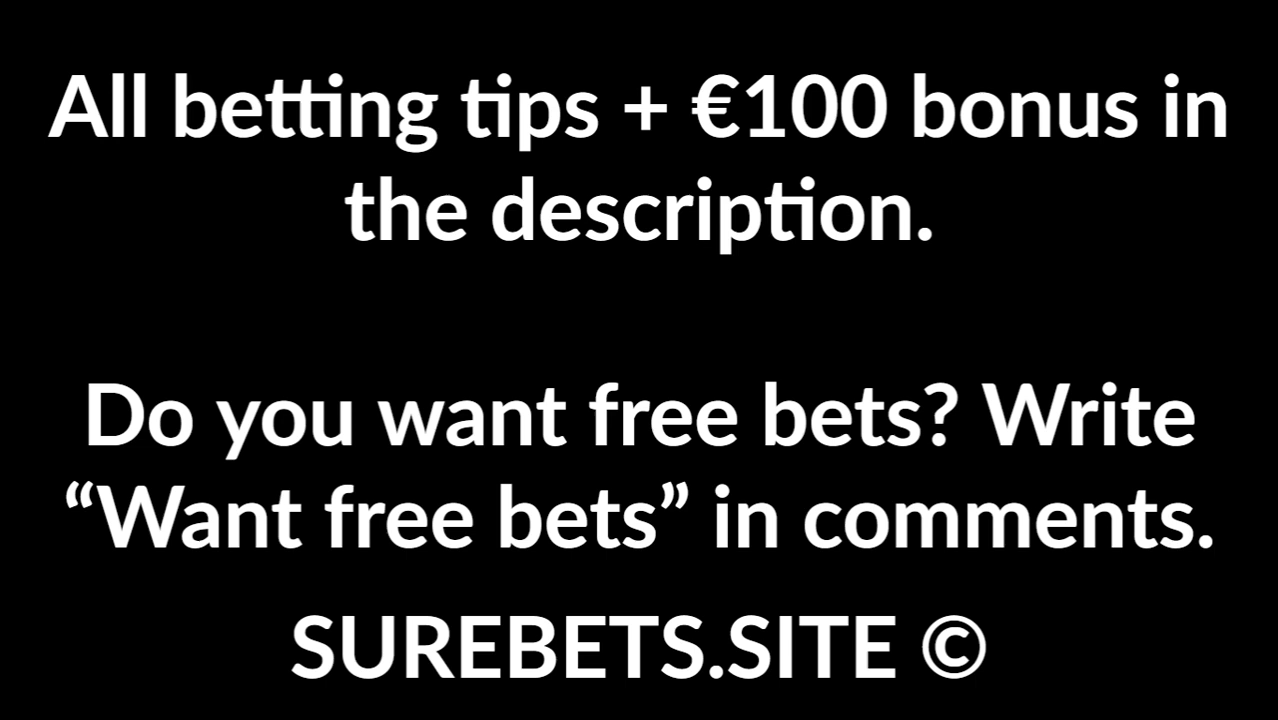 All betting tips + €100 bonus in
the description.
Do you want free bets? Write
“Want free bets” in comments.
SUREBETS.SITE ©